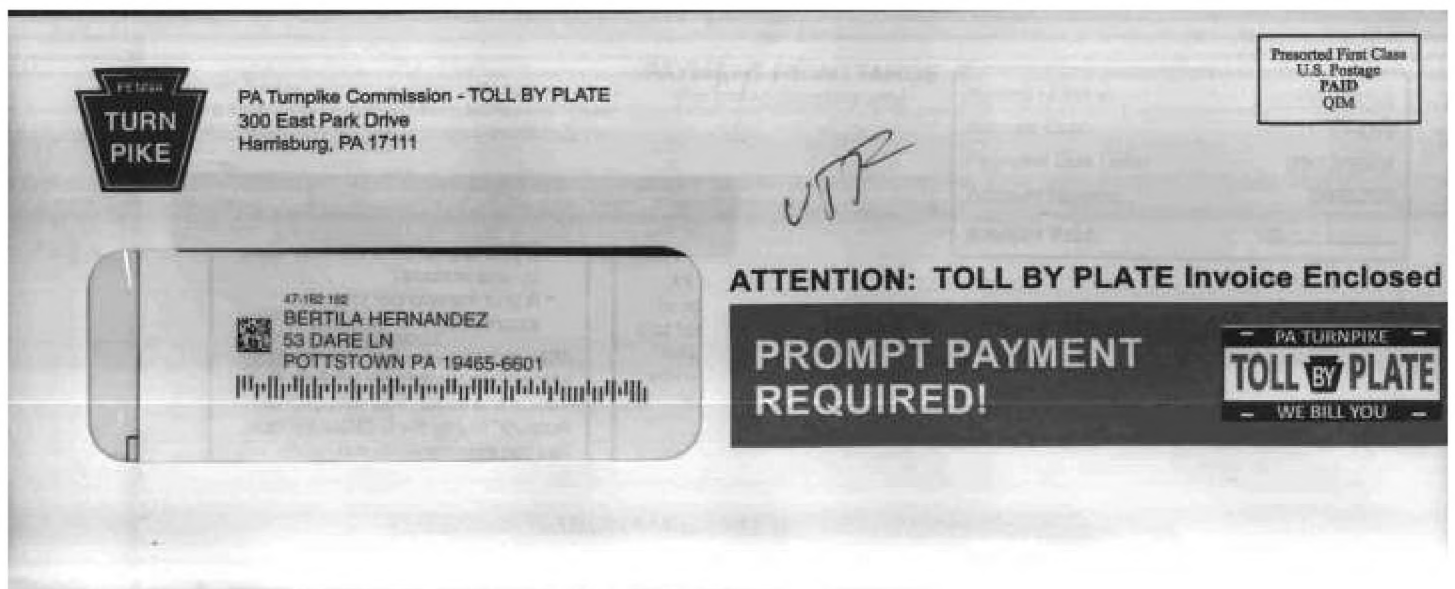 PENNA
TURN
PIKE
PA Turnpike Commission - TOLL BY PLATE
300 East Park Drive
Harrisburg, PA 17111
Presorted First Class
U.S. Postage
PAID
QIM
UTF
47-182 182
BERTILA HERNANDEZ
53 DARE LN
POTTSTOWN PA 19465-6601
ATTENTION: TOLL BY PLATE Invoice Enclosed
PROMPT PAYMENT
REQUIRED!
PA TURNPIKE
TOLL BY PLATE
WE BILL YOU